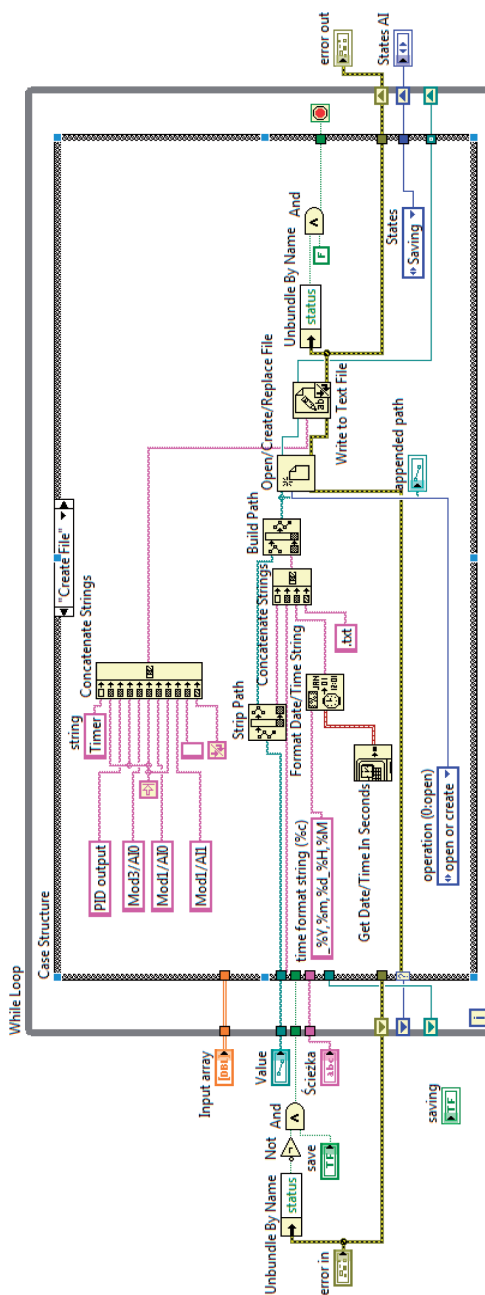 While Loop
Case Structure
"Create File"
Input array
DBL
Value
Ścieżka
abc
Unbundle By Name
status
Not
And
save
TF
error in
saving
TF
i
string
Timer
Concatenate Strings
PID output
Mod3/AI0
Mod1/AI0
Mod1/AI1
Strip Path
Concatenate Strings
Build Path
Open/Create/Replace File
Write to Text File
time format string (%c)
_%Y,%m,%d_%H,%M
Format Date/Time String
.txt
Get Date/Time In Seconds
operation (0:open)
open or create
appended path
Unbundle By Name
status
And
F
States
Saving
error out
States AI